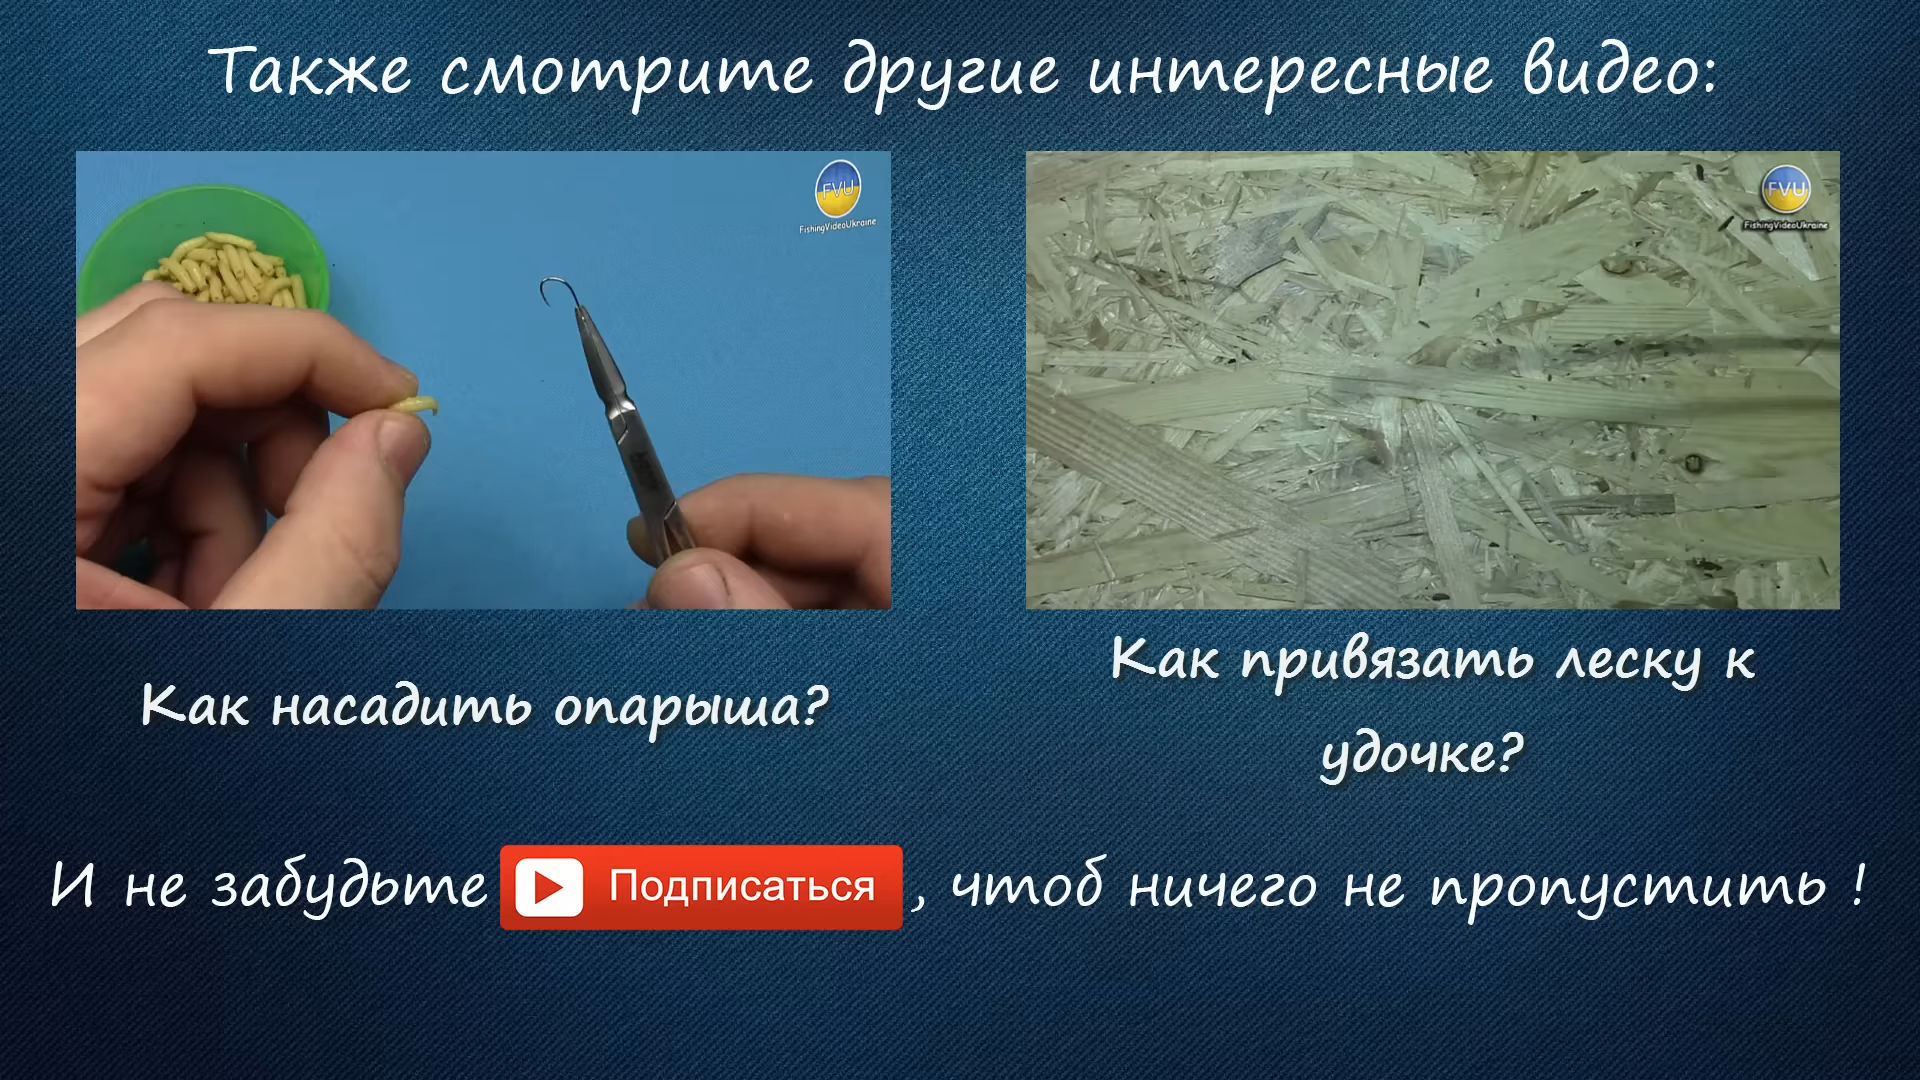 Также смотрите другие интересные видео:
FVU
FishingVideoUkraine
FVU
FishingVideoUkraine
Как насадить опарыша?
Как привязать леску к
удочке?
И не забудьте Подписаться, чтоб ничего не пропустить !